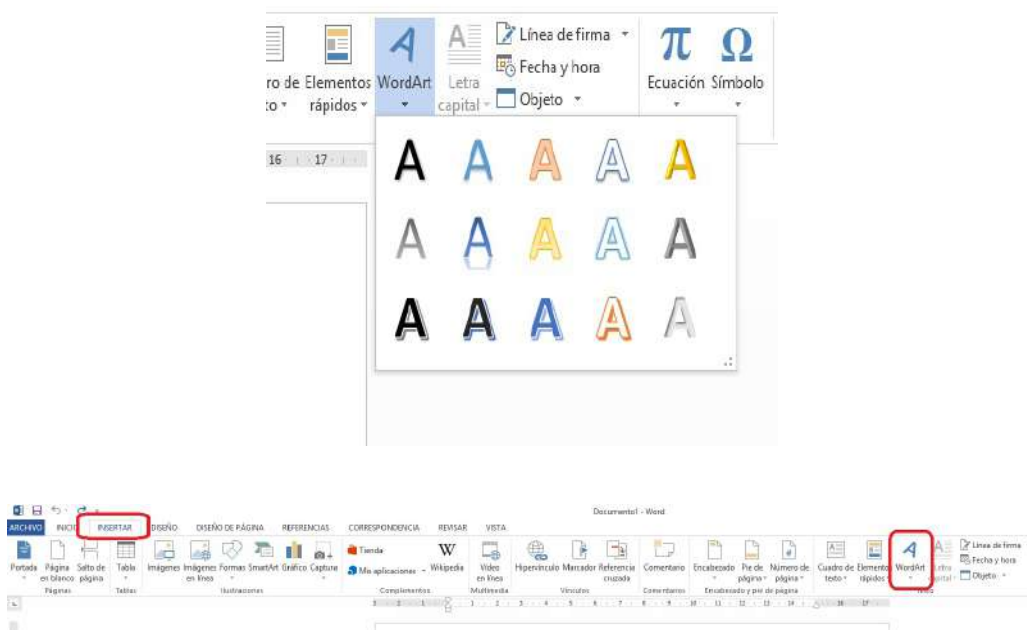 Línea de firma
ro de Elementos WordArt Letra Fecha y hora Ecuación Símbolo
to rápidos capital Objeto
A A A A A
16 17
A A A A A
A A A A A
Documento1 - Word
ARCHIVO INICIO INSERTAR DISEÑO DISEÑO DE PÁGINA REFERENCIAS CORRESPONDENCIA REVISAR VISTA
Portada Página en blanco Salto de página Tabla Imágenes Imágenes en línea Formas SmartArt Gráfico Captura Tienda Mis aplicaciones Wikipedia Vídeo en línea Hipervínculo Marcador Referencia cruzada Comentario Encabezado Pie de página Número de página Cuadro de texto Elementos rápidos WordArt Letra capital Línea de firma Fecha y hora Objeto
Páginas Tablas Ilustraciones Complementos Multimedia Vínculos Comentarios Encabezado y pie de página